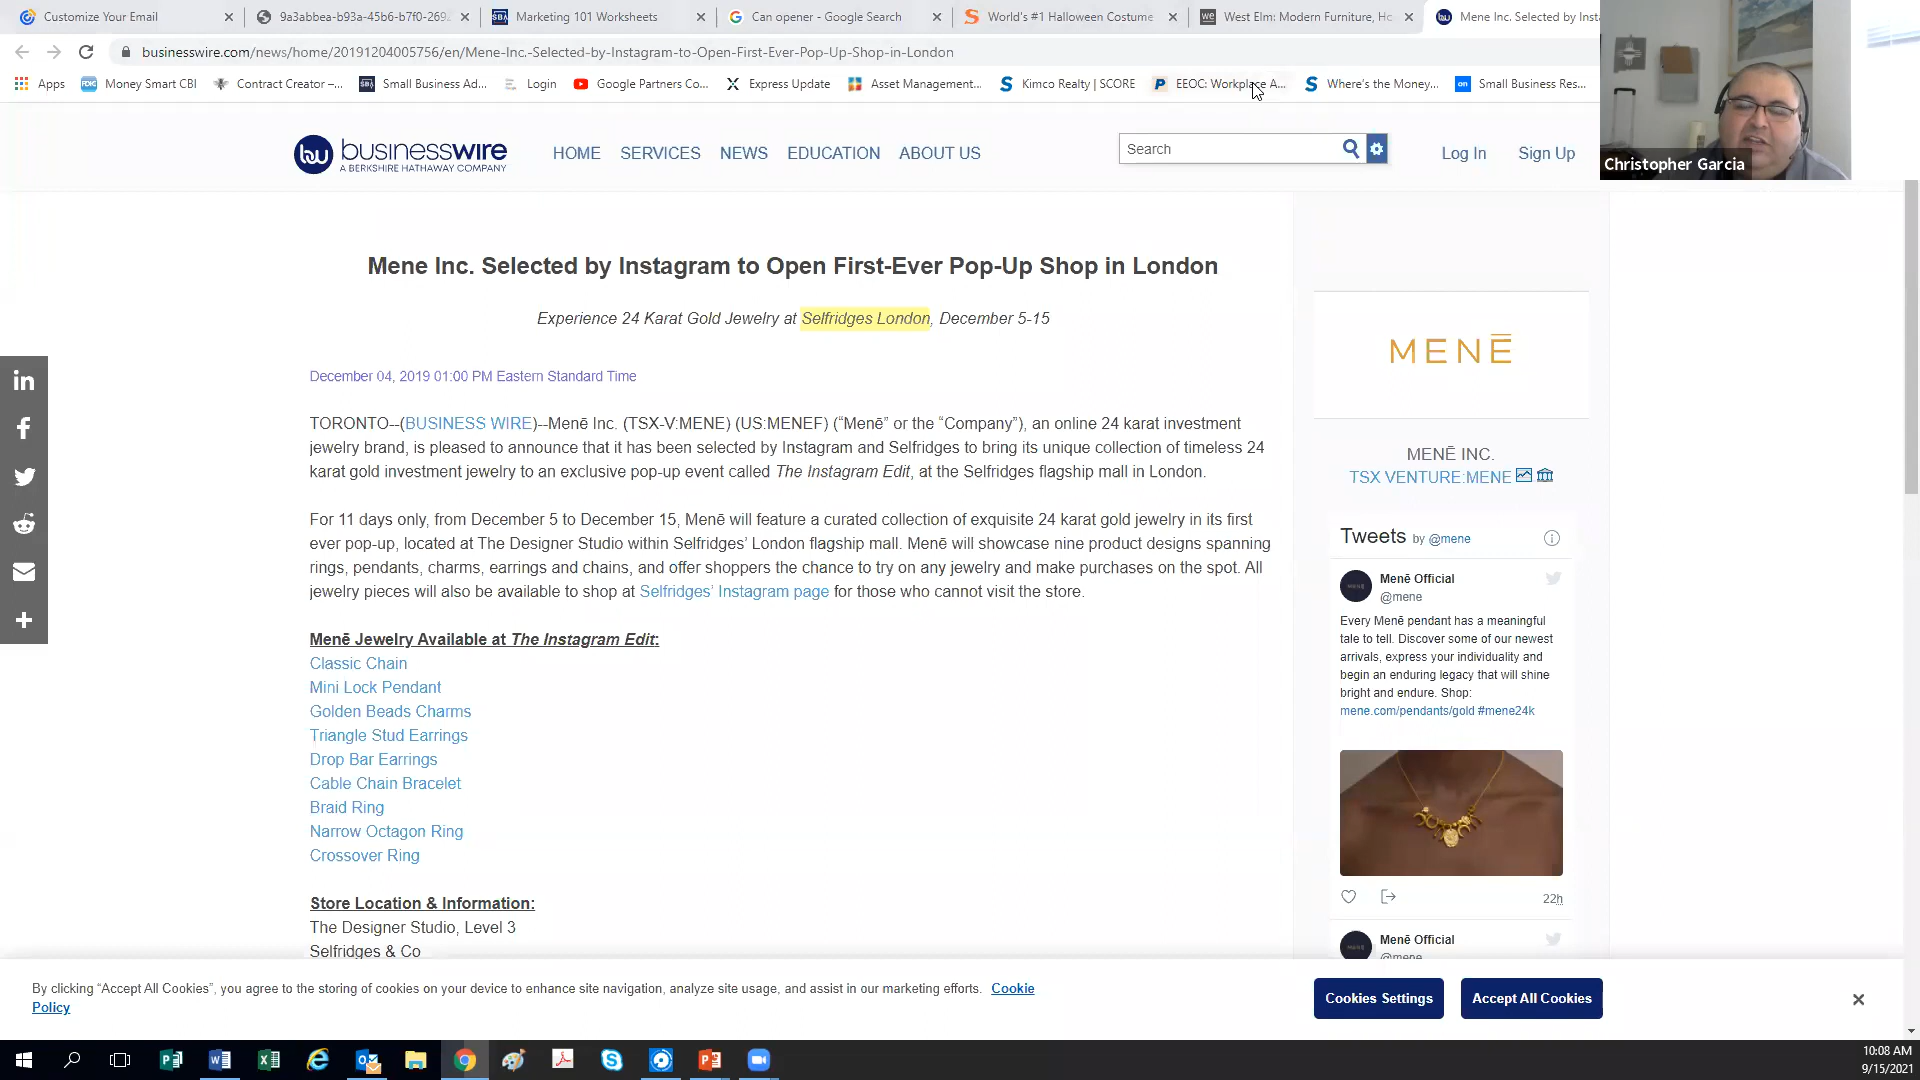 Customize Your Email
9a3abbea-b93a-45b6-b7f0-269
Marketing 101 Worksheets
Can opener - Google Search
World's #1 Halloween Costume
West Elm: Modern Furniture, Ho
Mene Inc. Selected by Insta
businesswire.com/news/home/20191204005756/en/Mene-Inc.-Selected-by-Instagram-to-Open-First-Ever-Pop-Up-Shop-in-London
Apps
Money Smart CBI
Contract Creator –...
Small Business Ad...
Login
Google Partners Co...
Express Update
Asset Management...
Kimco Realty | SCORE
EEOC: Workplace A...
Where's the Money...
Small Business Res...
Christopher Garcia
bw businesswire
A BERKSHIRE HATHAWAY COMPANY
HOME SERVICES NEWS EDUCATION ABOUT US
Search
Log In Sign Up
Mene Inc. Selected by Instagram to Open First-Ever Pop-Up Shop in London
Experience 24 Karat Gold Jewelry at Selfridges London, December 5-15
December 04, 2019 01:00 PM Eastern Standard Time
TORONTO--(BUSINESS WIRE)--Menē Inc. (TSX-V:MENE) (US:MENEF) (“Menē” or the “Company”), an online 24 karat investment
jewelry brand, is pleased to announce that it has been selected by Instagram and Selfridges to bring its unique collection of timeless 24
karat gold investment jewelry to an exclusive pop-up event called The Instagram Edit, at the Selfridges flagship mall in London.
For 11 days only, from December 5 to December 15, Menē will feature a curated collection of exquisite 24 karat gold jewelry in its first
ever pop-up, located at The Designer Studio within Selfridges’ London flagship mall. Menē will showcase nine product designs spanning
rings, pendants, charms, earrings and chains, and offer shoppers the chance to try on any jewelry and make purchases on the spot. All
jewelry pieces will also be available to shop at Selfridges’ Instagram page for those who cannot visit the store.
Menē Jewelry Available at The Instagram Edit:
Classic Chain
Mini Lock Pendant
Golden Beads Charms
Triangle Stud Earrings
Drop Bar Earrings
Cable Chain Bracelet
Braid Ring
Narrow Octagon Ring
Crossover Ring
Store Location & Information:
The Designer Studio, Level 3
Selfridges & Co
MENĒ
MENĒ INC.
TSX VENTURE:MENE
Tweets by @mene
Menē Official
@mene
Every Menē pendant has a meaningful
tale to tell. Discover some of our newest
arrivals, express your individuality and
begin an enduring legacy that will shine
bright and endure. Shop:
mene.com/pendants/gold #mene24k
22h
Menē Official
@mene
By clicking “Accept All Cookies”, you agree to the storing of cookies on your device to enhance site navigation, analyze site usage, and assist in our marketing efforts. Cookie
Policy
Cookies Settings
Accept All Cookies
10:08 AM
9/15/2021